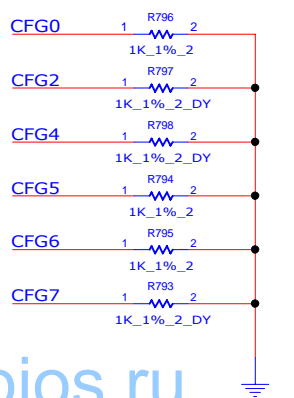 R796
CFG0 1 2
1K_1%_2
R797
CFG2 1 2
1K_1%_2_DY
R798
CFG4 1 2
1K_1%_2_DY
R794
CFG5 1 2
1K_1%_2
R795
CFG6 1 2
1K_1%_2
R793
CFG7 1 2
1K_1%_2_DY
bios.ru